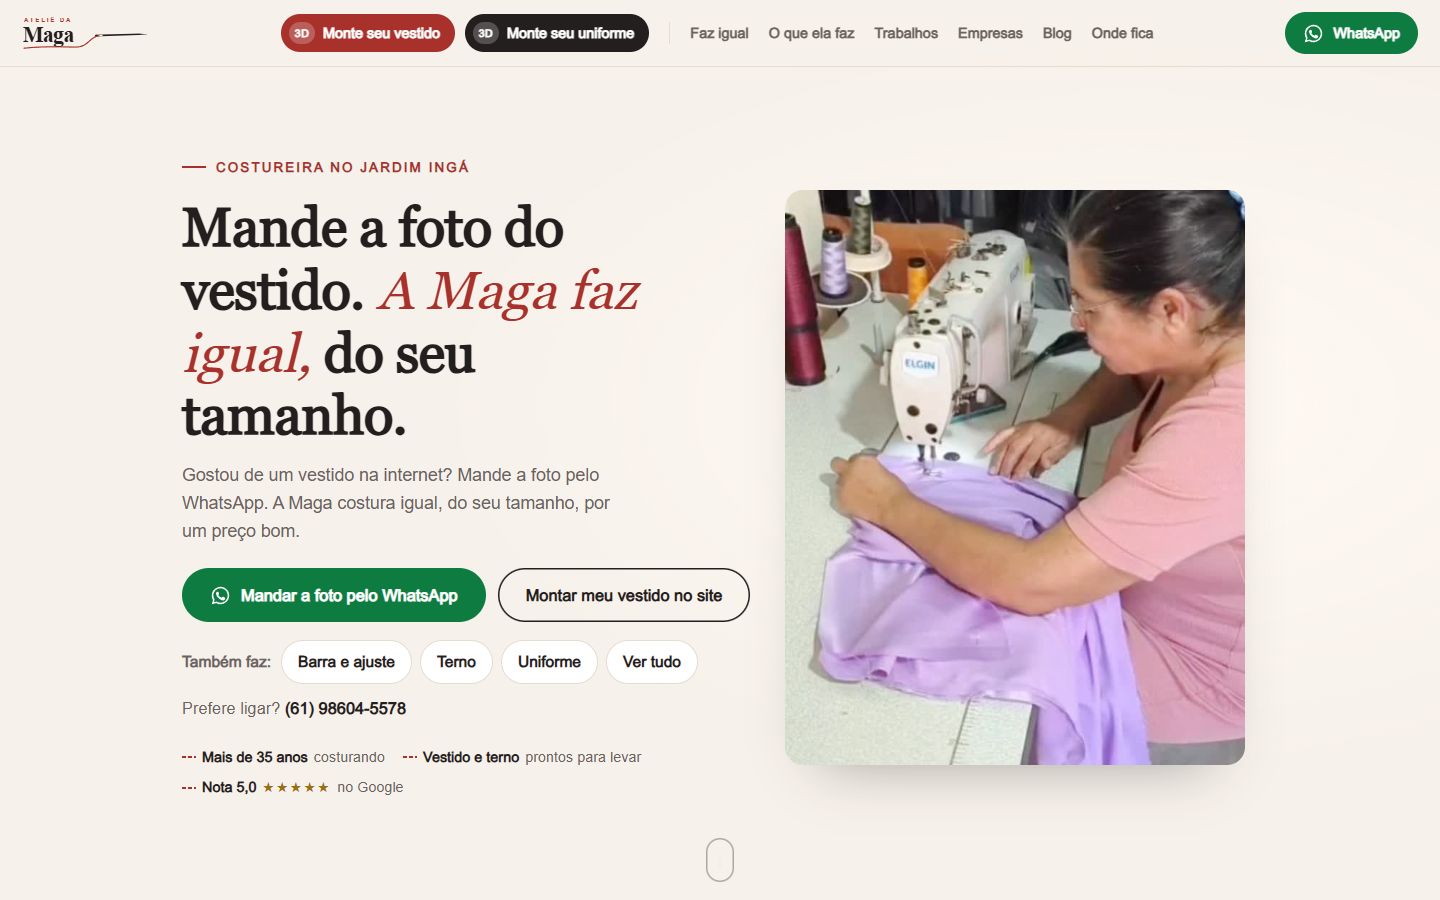 ATELIÊ DA
Maga
3D Monte seu vestido
3D Monte seu uniforme
Faz igual
O que ela faz
Trabalhos
Empresas
Blog
Onde fica
WhatsApp
COSTUREIRA NO JARDIM INGÁ
Mande a foto do
vestido. A Maga faz
igual, do seu
tamanho.
Gostou de um vestido na internet? Mande a foto pelo
WhatsApp. A Maga costura igual, do seu tamanho, por
um preço bom.
Mandar a foto pelo WhatsApp
Montar meu vestido no site
Também faz:
Barra e ajuste
Terno
Uniforme
Ver tudo
Prefere ligar? (61) 98604-5578
Mais de 35 anos costurando
Vestido e terno prontos para levar
Nota 5,0 ★★★★★ no Google
ELGIN